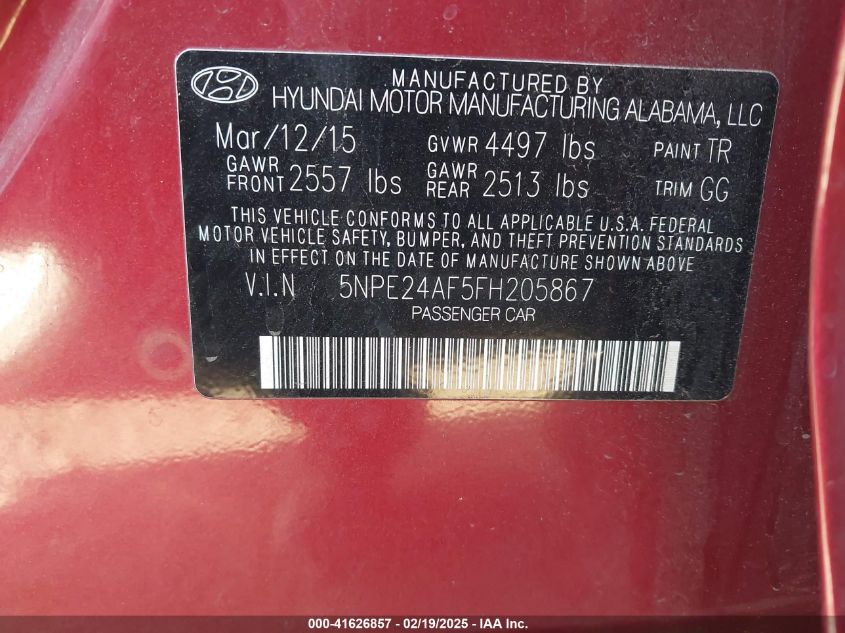 MANUFACTURED BY
HYUNDAI MOTOR MANUFACTURING ALABAMA, LLC
Mar/12/15 GVWR 4497 lbs PAINT TR
GAWR FRONT 2557 lbs GAWR REAR 2513 lbs TRIM GG
THIS VEHICLE CONFORMS TO ALL APPLICABLE U.S.A. FEDERAL
MOTOR VEHICLE SAFETY, BUMPER, AND THEFT PREVENTION STANDARDS
IN EFFECT ON THE DATE OF MANUFACTURE SHOWN ABOVE.
V.I.N 5NPE24AF5FH205867
PASSENGER CAR
000-41626857 - 02/19/2025 - IAA Inc.